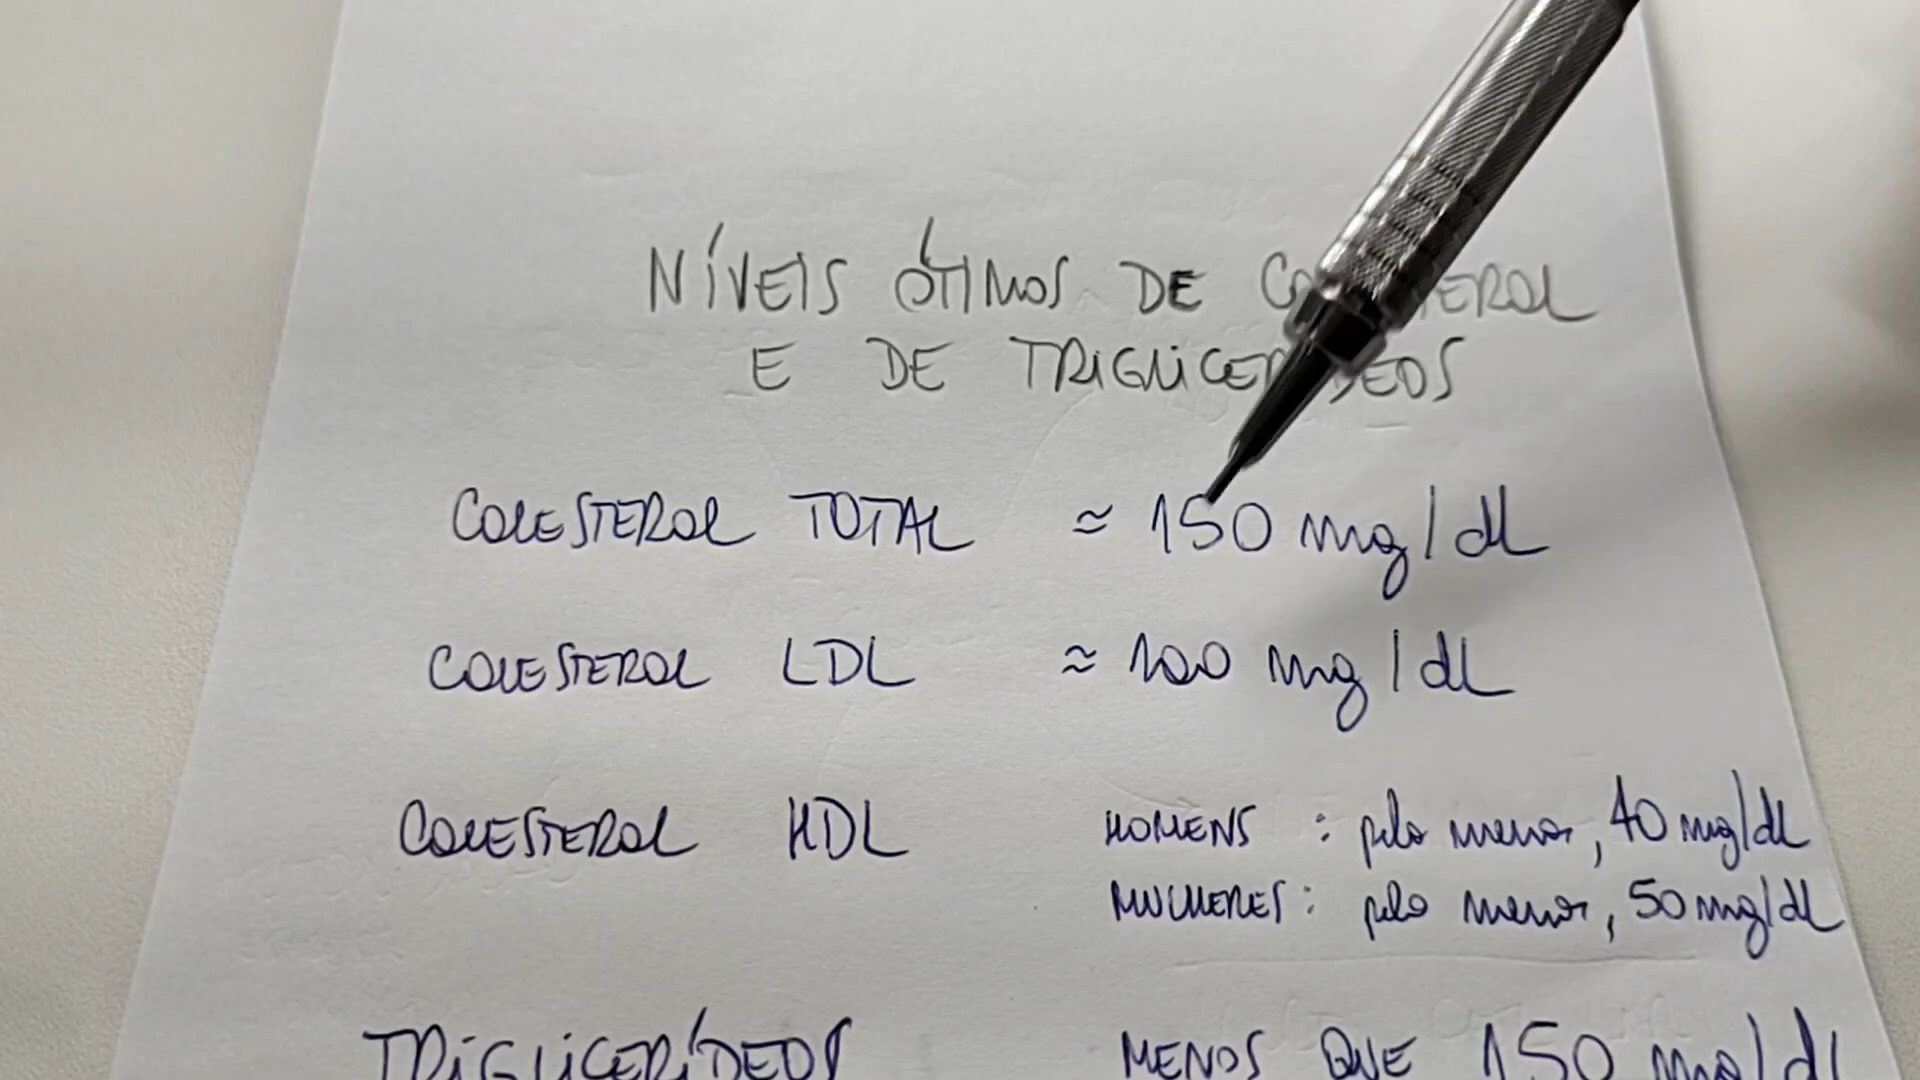 NÍVEIS ÓTIMOS DE
E DE
COLESTEROL TOTAL ≈ 150 mg/dL
COLESTEROL LDL ≈ 100 mg/dL
COLESTEROL HDL HOMENS : pelo menos, 40 mg/dL
MULHERES : pelo menos, 50 mg/dL
TRIGLICERÍDEOS MENOS QUE 150 mg/dL